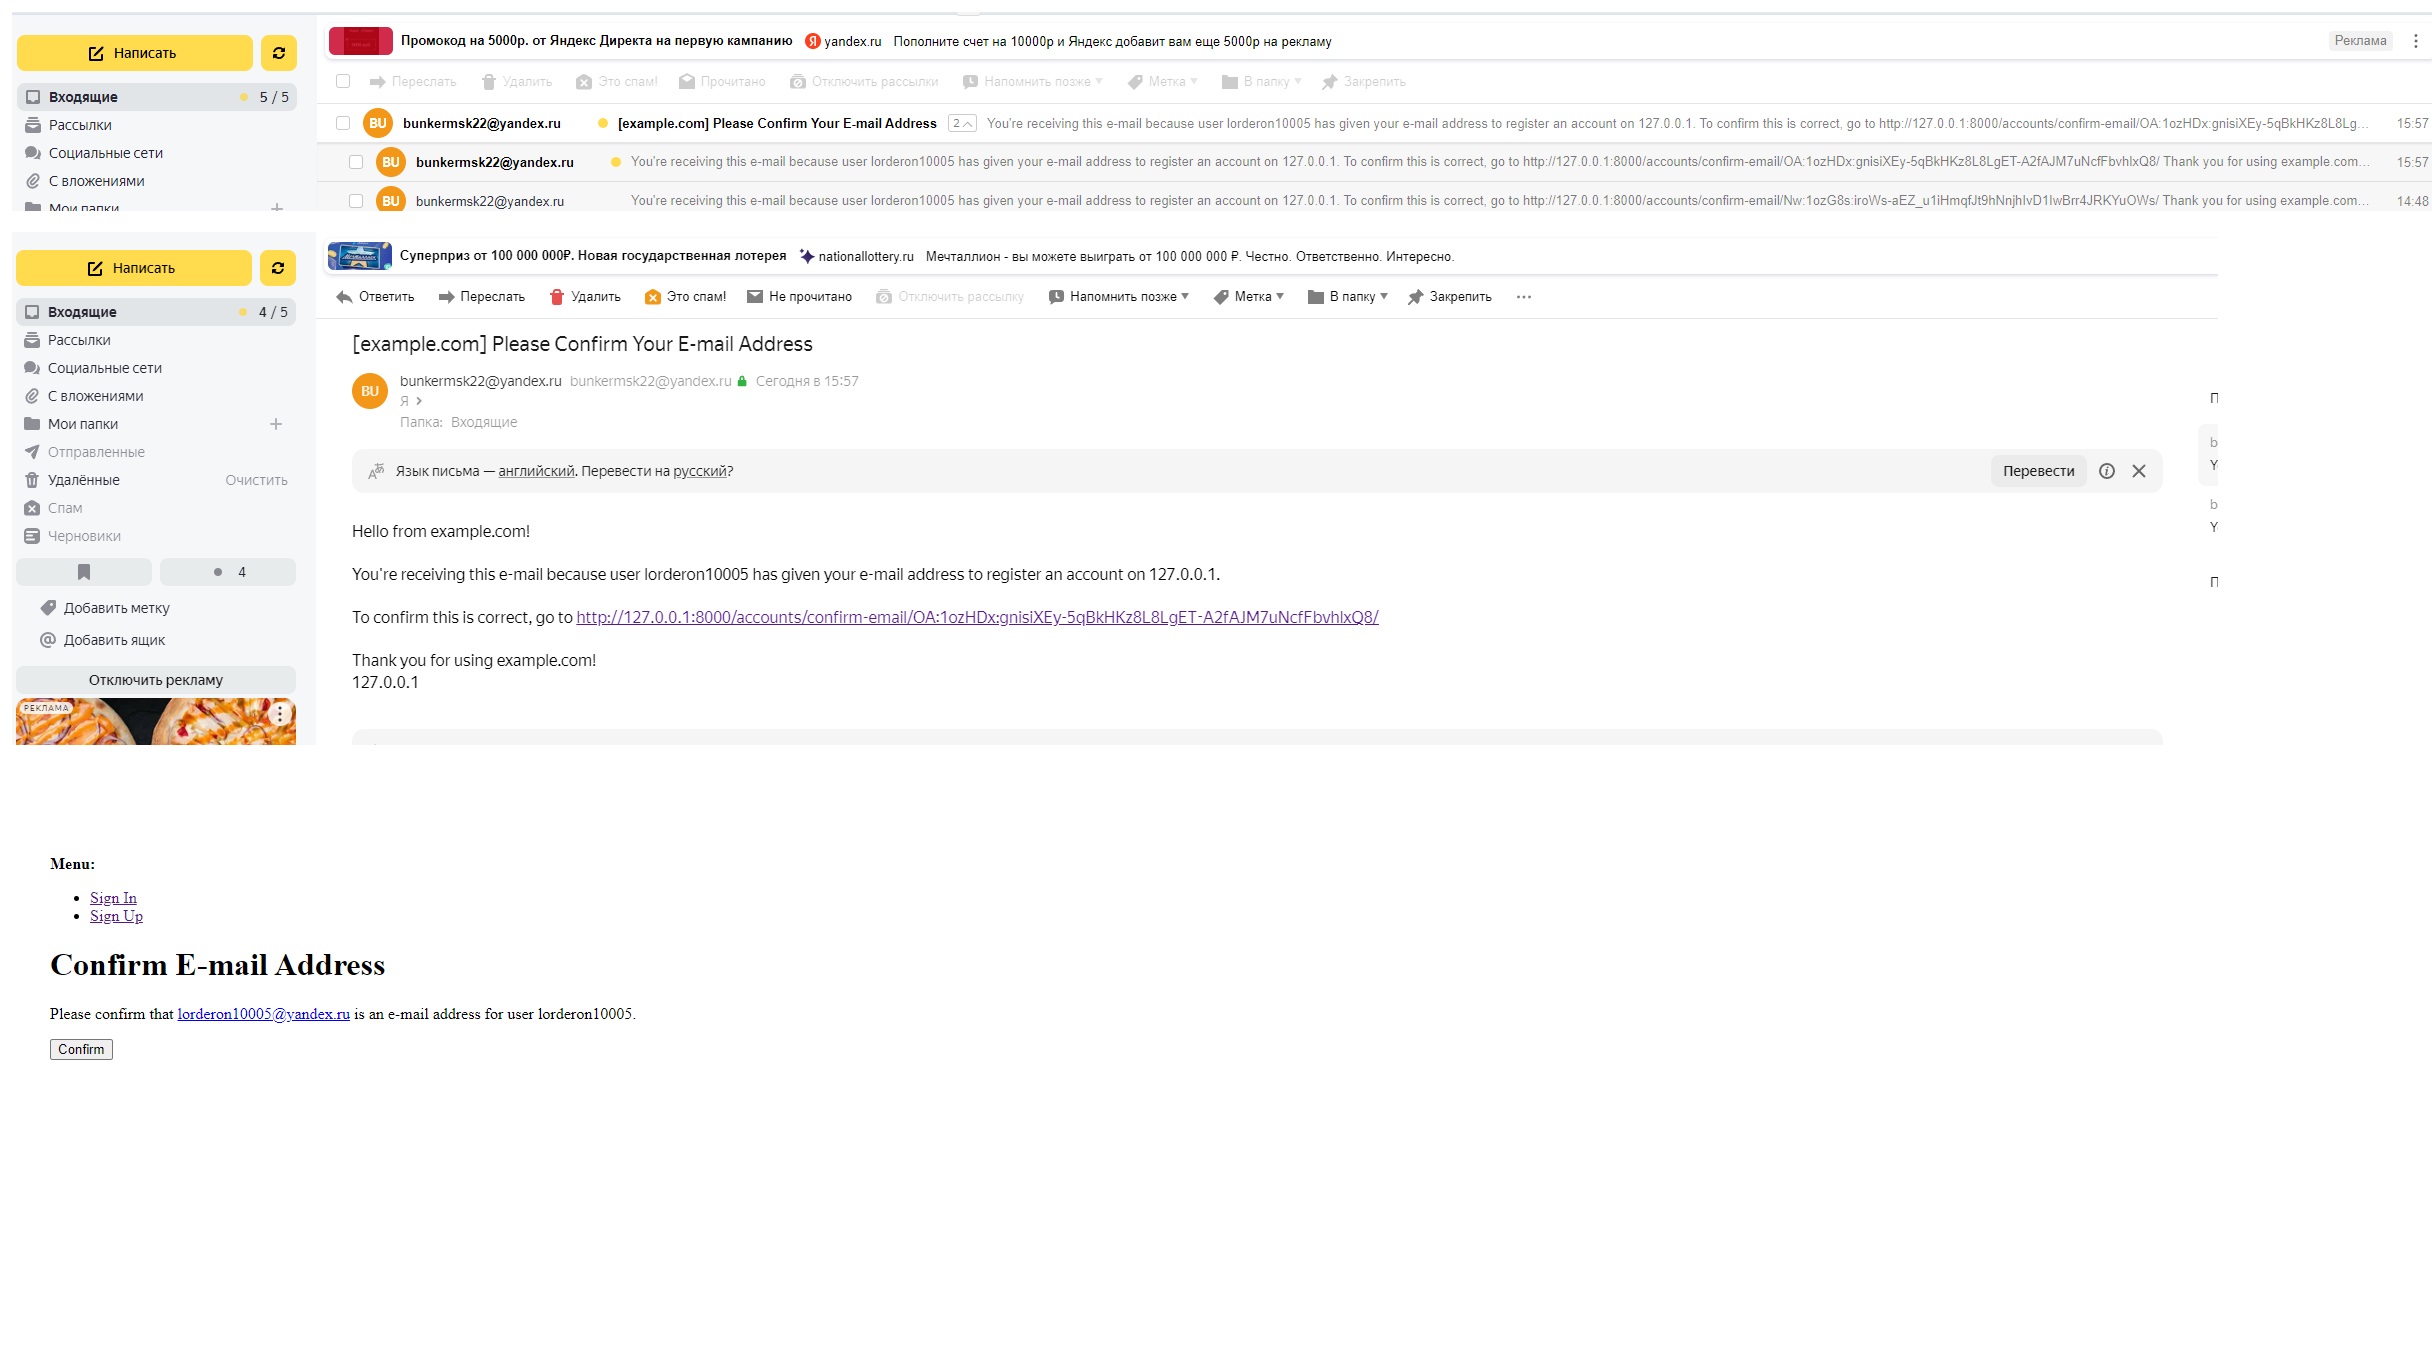 Написать
Входящие 5 / 5
Рассылки
Социальные сети
С вложениями
Мои папки
Промокод на 5000р. от Яндекс Директа на первую кампанию Я yandex.ru Пополните счет на 10000р и Яндекс добавит вам еще 5000р на рекламу Реклама
Переслать Удалить Это спам! Прочитано Отключить рассылки Напомнить позже Метка В папку Закрепить
BU bunkermsk22@yandex.ru [example.com] Please Confirm Your E-mail Address 2 You're receiving this e-mail because user lorderon10005 has given your e-mail address to register an account on 127.0.0.1. To confirm this is correct, go to http://127.0.0.1:8000/accounts/confirm-email/OA:1ozHDx:gnisiXEy-5qBkHKz8L8Lg... 15:57
BU bunkermsk22@yandex.ru You're receiving this e-mail because user lorderon10005 has given your e-mail address to register an account on 127.0.0.1. To confirm this is correct, go to http://127.0.0.1:8000/accounts/confirm-email/OA:1ozHDx:gnisiXEy-5qBkHKz8L8LgET-A2fAJM7uNcfFbvhlxQ8/ Thank you for using example.com... 15:57
BU bunkermsk22@yandex.ru You're receiving this e-mail because user lorderon10005 has given your e-mail address to register an account on 127.0.0.1. To confirm this is correct, go to http://127.0.0.1:8000/accounts/confirm-email/Nw:1ozG8s:iroWs-aEZ_u1iHmqfJt9hNnjhIvD1IwBrr4JRKYuOWs/ Thank you for using example.com... 14:48
Написать
Входящие 4 / 5
Рассылки
Социальные сети
С вложениями
Мои папки
Отправленные
Удалённые Очистить
Спам
Черновики
4
Добавить метку
Добавить ящик
Отключить рекламу
РЕКЛАМА
Суперприз от 100 000 000₽. Новая государственная лотерея nationallottery.ru Мечталлион - вы можете выиграть от 100 000 000 ₽. Честно. Ответственно. Интересно.
Ответить Переслать Удалить Это спам! Не прочитано Отключить рассылку Напомнить позже Метка В папку Закрепить
[example.com] Please Confirm Your E-mail Address
BU bunkermsk22@yandex.ru bunkermsk22@yandex.ru Сегодня в 15:57
Я
Папка: Входящие
Язык письма — английский. Перевести на русский? Перевести
Hello from example.com!
You're receiving this e-mail because user lorderon10005 has given your e-mail address to register an account on 127.0.0.1.
To confirm this is correct, go to http://127.0.0.1:8000/accounts/confirm-email/OA:1ozHDx:gnisiXEy-5qBkHKz8L8LgET-A2fAJM7uNcfFbvhlxQ8/
Thank you for using example.com!
127.0.0.1
Menu:
Sign In
Sign Up
Confirm E-mail Address
Please confirm that lorderon10005@yandex.ru is an e-mail address for user lorderon10005.
Confirm